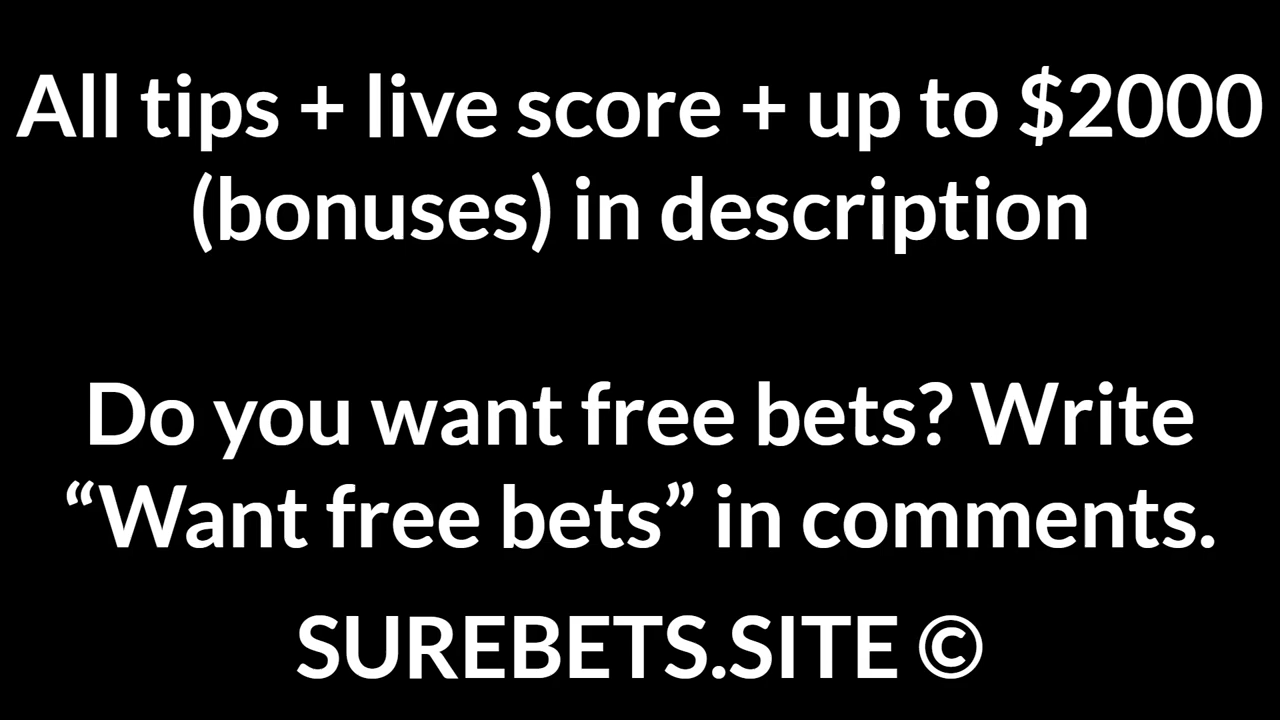 All tips + live score + up to $2000
(bonuses) in description
Do you want free bets? Write
“Want free bets” in comments.
SUREBETS.SITE ©